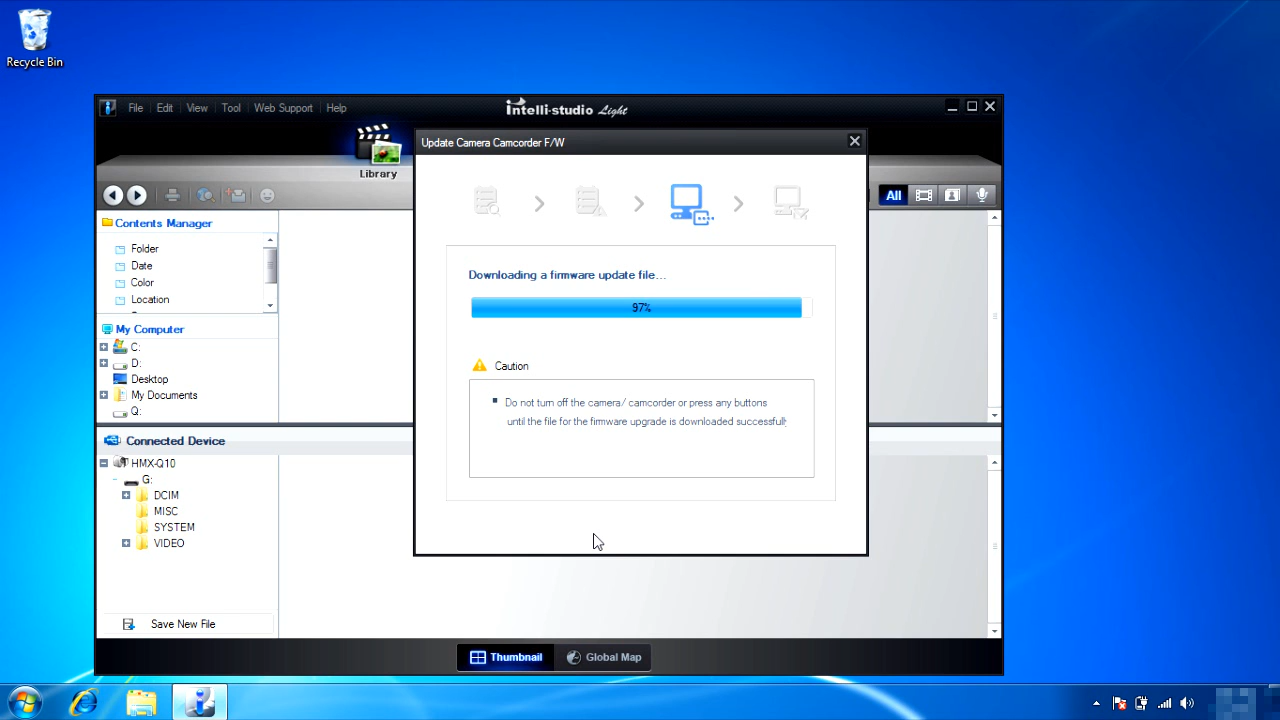 Recycle Bin
File Edit View Tool Web Support Help
intelli-studio Light
Update Camera Camcorder F/W
Library
All
Contents Manager
Folder
Date
Color
Location
My Computer
C:
D:
Desktop
My Documents
Q:
Downloading a firmware update file...
97%
Caution
Do not turn off the camera/ camcorder or press any buttons
until the file for the firmware upgrade is downloaded successfully
Connected Device
HMX-Q10
G:
DCIM
MISC
SYSTEM
VIDEO
Save New File
Thumbnail Global Map